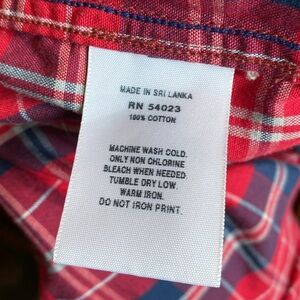 MADE IN SRI LANKA
RN 54023
100% COTTON
MACHINE WASH COLD.
ONLY NON CHLORINE
BLEACH WHEN NEEDED.
TUMBLE DRY LOW.
WARM IRON.
DO NOT IRON PRINT.